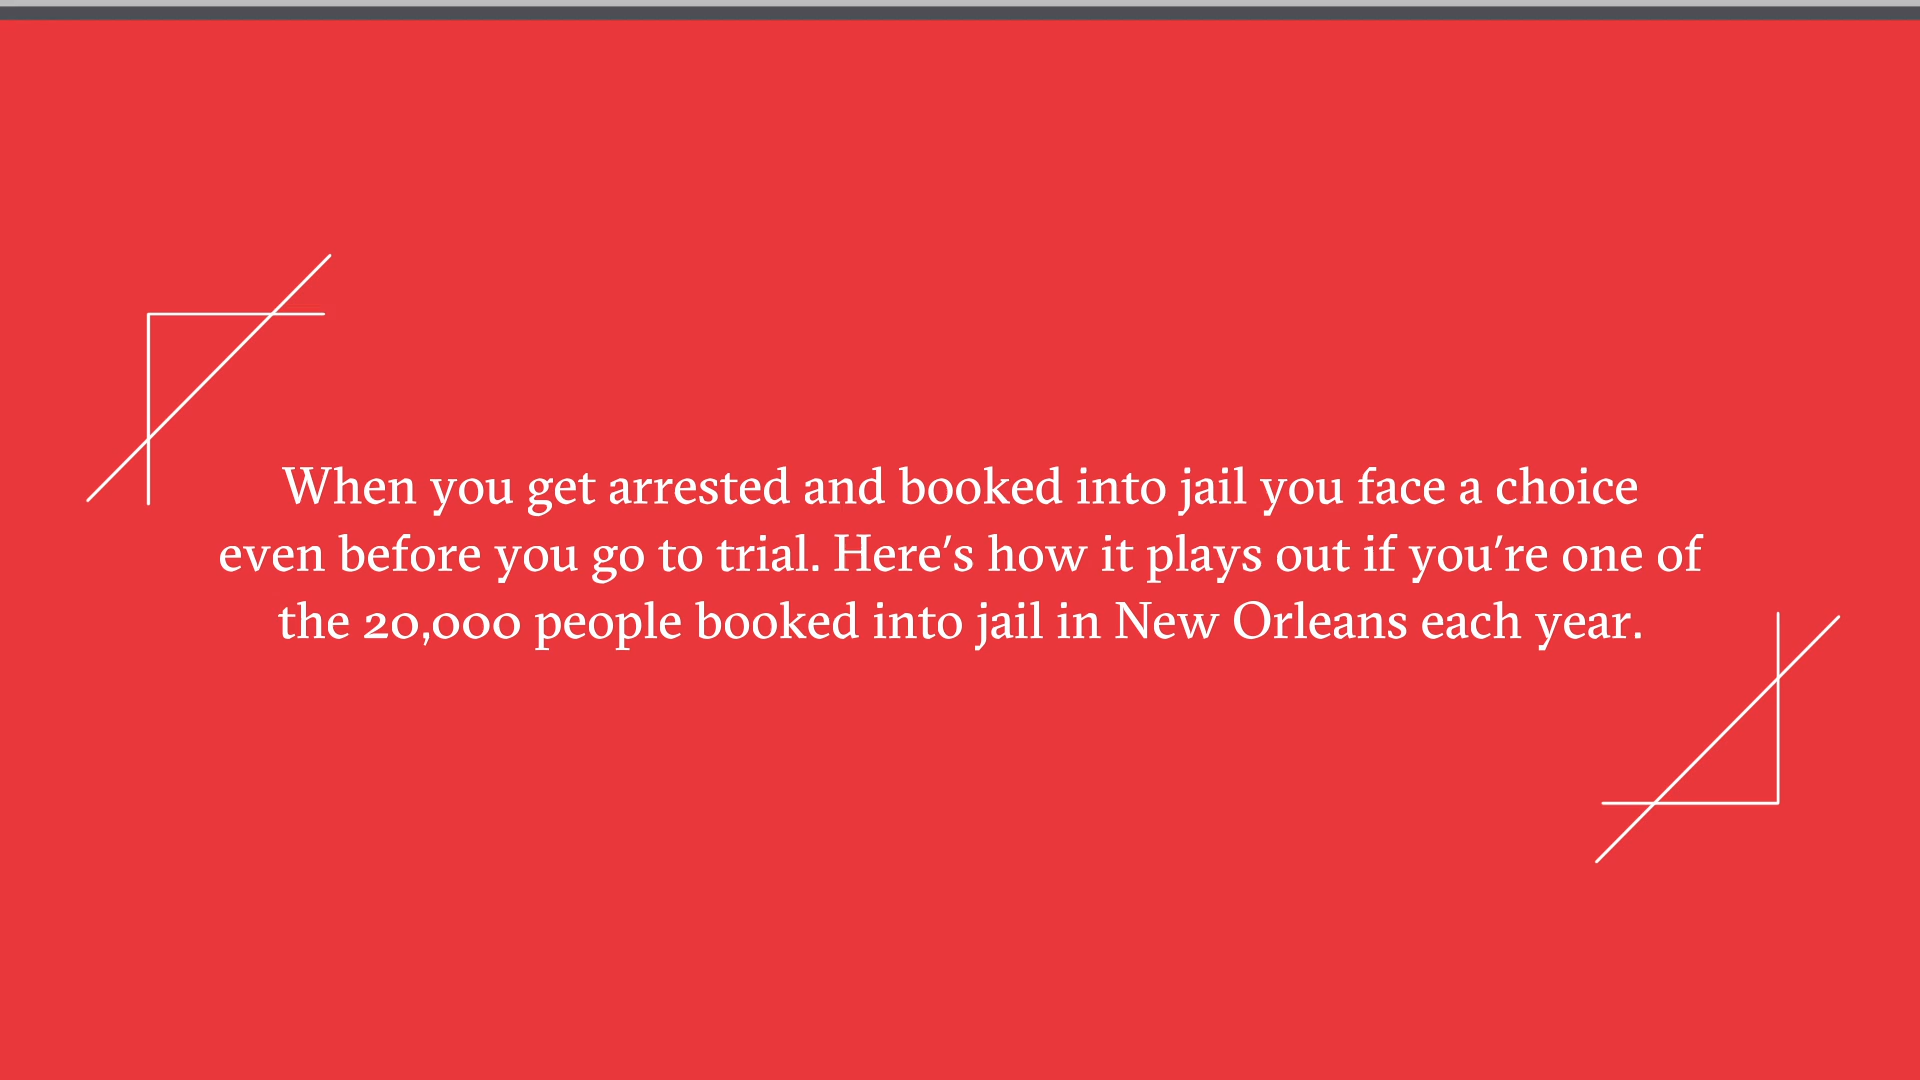 When you get arrested and booked into jail you face a choice
even before you go to trial. Here’s how it plays out if you’re one of
the 20,000 people booked into jail in New Orleans each year.